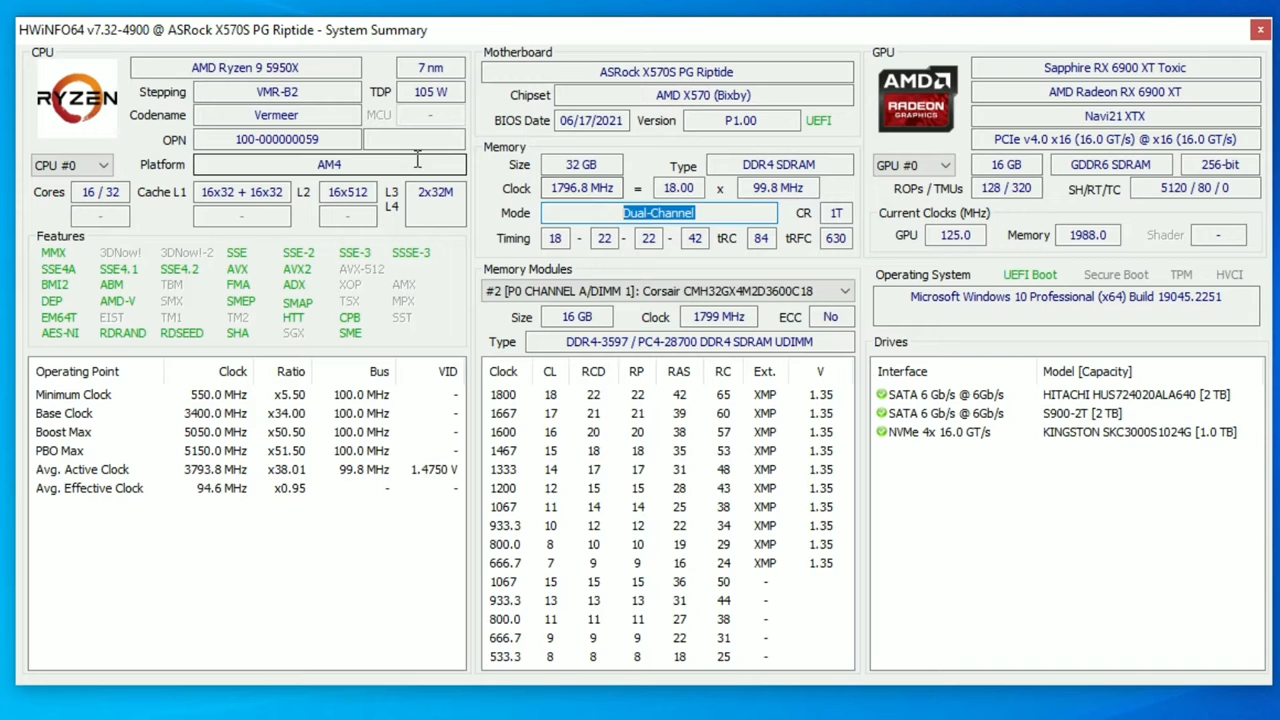 HWiNFO64 v7.32-4900 @ ASRock X570S PG Riptide - System Summary
CPU
RYZEN
AMD Ryzen 9 5950X 7 nm
Stepping VMR-B2 TDP 105 W
Codename Vermeer MCU -
OPN 100-000000059
CPU #0 Platform AM4
Cores 16 / 32 Cache L1 16x32 + 16x32 L2 16x512 L3 2x32M
- - - L4
Features
MMX 3DNow! 3DNow!-2 SSE SSE-2 SSE-3 SSSE-3
SSE4A SSE4.1 SSE4.2 AVX AVX2 AVX-512
BMI2 ABM TBM FMA ADX XOP AMX
DEP AMD-V SMX SMEP SMAP TSX MPX
EM64T EIST TM1 TM2 HTT CPB SST
AES-NI RDRAND RDSEED SHA SGX SME
Operating Point Clock Ratio Bus VID
Minimum Clock 550.0 MHz x5.50 100.0 MHz -
Base Clock 3400.0 MHz x34.00 100.0 MHz -
Boost Max 5050.0 MHz x50.50 100.0 MHz -
PBO Max 5150.0 MHz x51.50 100.0 MHz -
Avg. Active Clock 3793.8 MHz x38.01 99.8 MHz 1.4750 V
Avg. Effective Clock 94.6 MHz x0.95 - -
Motherboard
ASRock X570S PG Riptide
Chipset AMD X570 (Bixby)
BIOS Date 06/17/2021 Version P1.00 UEFI
Memory
Size 32 GB Type DDR4 SDRAM
Clock 1796.8 MHz = 18.00 x 99.8 MHz
Mode Dual-Channel CR 1T
Timing 18 - 22 - 22 - 42 tRC 84 tRFC 630
Memory Modules
#2 [P0 CHANNEL A/DIMM 1]: Corsair CMH32GX4M2D3600C18
Size 16 GB Clock 1799 MHz ECC No
Type DDR4-3597 / PC4-28700 DDR4 SDRAM UDIMM
Clock CL RCD RP RAS RC Ext. V
1800 18 22 22 42 65 XMP 1.35
1667 17 21 21 39 60 XMP 1.35
1600 16 20 20 38 57 XMP 1.35
1467 15 18 18 35 53 XMP 1.35
1333 14 17 17 31 48 XMP 1.35
1200 12 15 15 28 43 XMP 1.35
1067 11 14 14 25 38 XMP 1.35
933.3 10 12 12 22 34 XMP 1.35
800.0 8 10 10 19 29 XMP 1.35
666.7 7 9 9 16 24 XMP 1.35
1067 15 15 15 36 50 -
933.3 13 13 13 31 44 -
800.0 11 11 11 27 38 -
666.7 9 9 9 22 31 -
533.3 8 8 8 18 25 -
GPU
AMD
RADEON
GRAPHICS
Sapphire RX 6900 XT Toxic
AMD Radeon RX 6900 XT
Navi21 XTX
PCIe v4.0 x16 (16.0 GT/s) @ x16 (16.0 GT/s)
GPU #0 16 GB GDDR6 SDRAM 256-bit
ROPs / TMUs 128 / 320 SH/RT/TC 5120 / 80 / 0
Current Clocks (MHz)
GPU 125.0 Memory 1988.0 Shader -
Operating System UEFI Boot Secure Boot TPM HVCI
Microsoft Windows 10 Professional (x64) Build 19045.2251
Drives
Interface Model [Capacity]
SATA 6 Gb/s @ 6Gb/s HITACHI HUS724020ALA640 [2 TB]
SATA 6 Gb/s @ 6Gb/s S900-2T [2 TB]
NVMe 4x 16.0 GT/s KINGSTON SKC3000S1024G [1.0 TB]